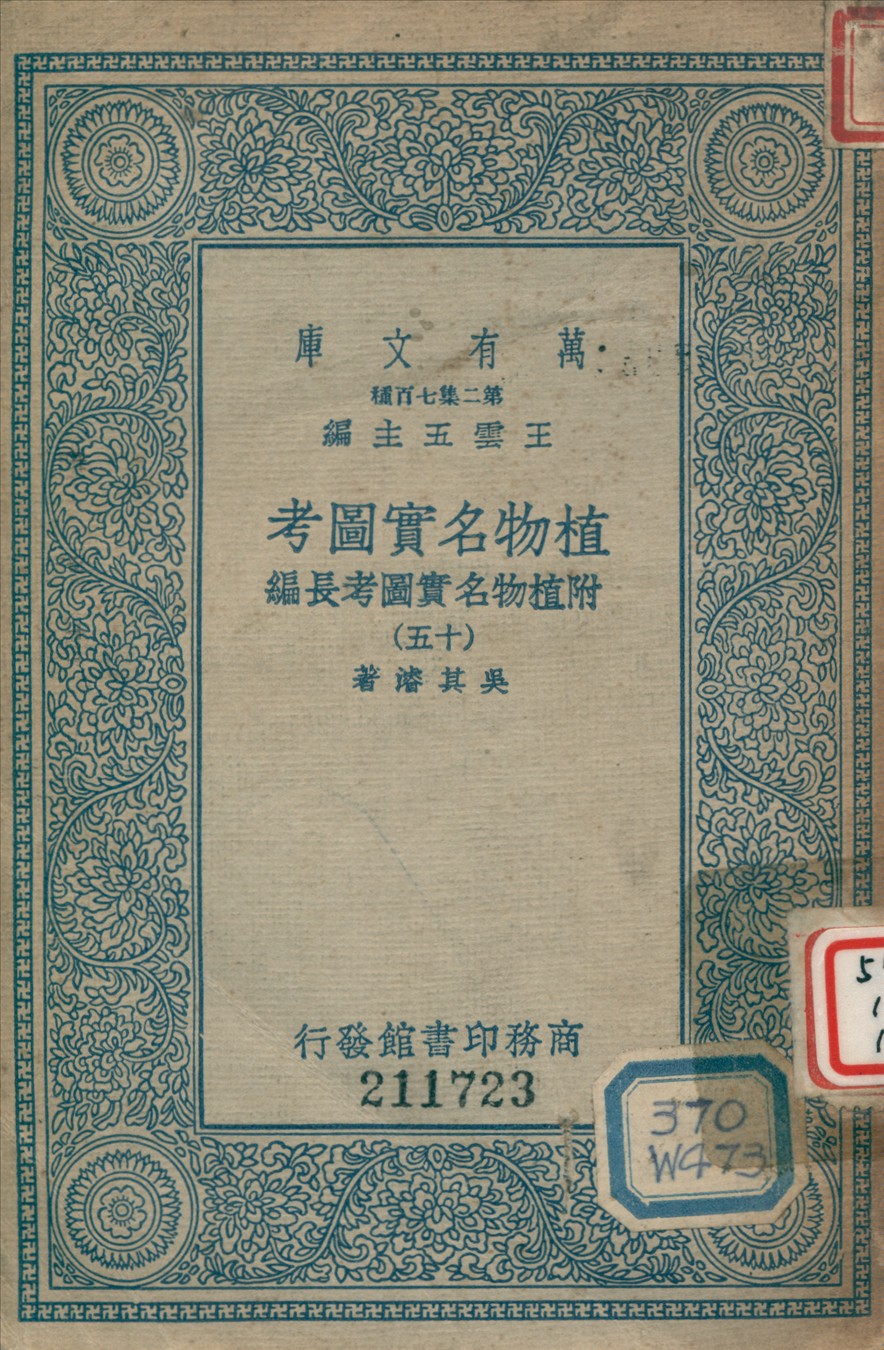 萬有文庫
第二集七百種
王雲五主編
植物名實圖考
附植物名實圖考長編
(十五)
吳其濬著
商務印書館發行
211723
370
W473